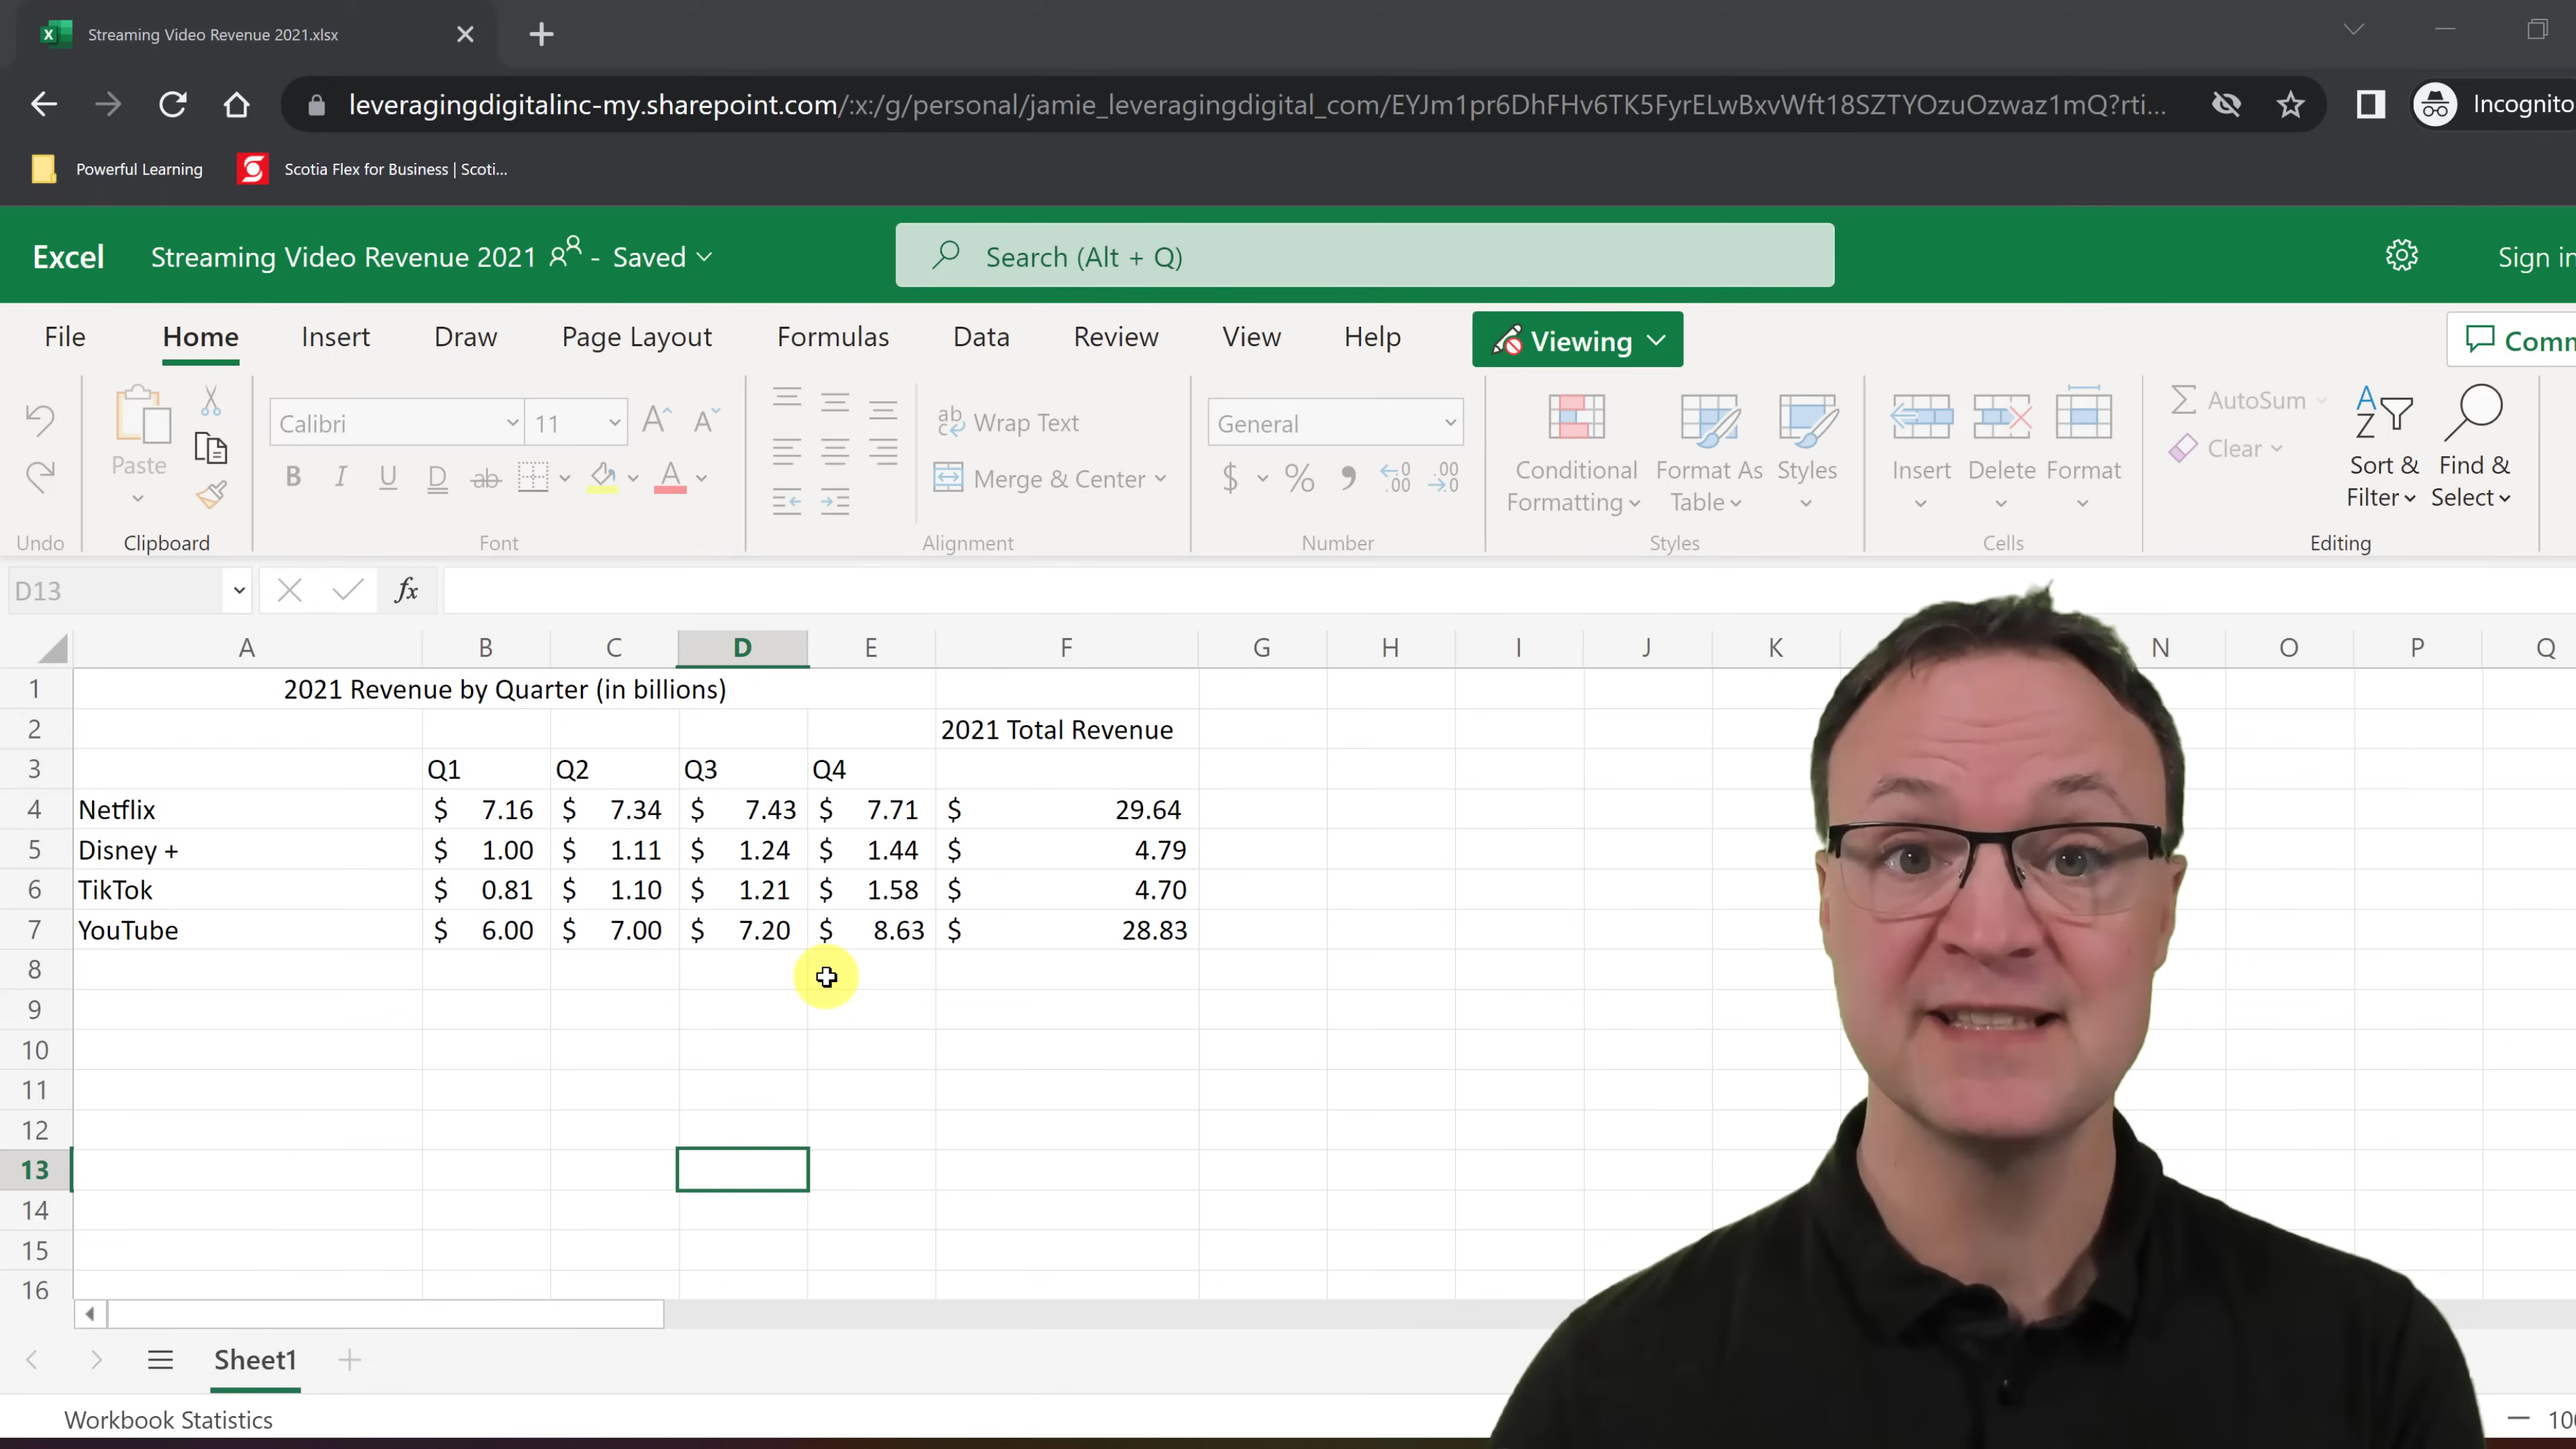 Streaming Video Revenue 2021.xlsx
leveragingdigitalinc-my.sharepoint.com/:x:/g/personal/jamie_leveragingdigital_com/EYJm1pr6DhFHv6TK5FyrELwBxvWft18SZTYOzuOzwaz1mQ?rti... Incognito
Powerful Learning Scotia Flex for Business | Scoti...
Excel Streaming Video Revenue 2021 - Saved Search (Alt + Q) Sign in
File Home Insert Draw Page Layout Formulas Data Review View Help Viewing Comm
Paste Calibri 11 Wrap Text General AutoSum
B I U D ab Merge & Center $ % Conditional Formatting Format As Table Styles Insert Delete Format Clear Sort & Filter Find & Select
Undo Clipboard Font Alignment Number Styles Cells Editing
D13 fx
A B C D E F G H I J K N O P Q
1 2021 Revenue by Quarter (in billions)
2 2021 Total Revenue
3 Q1 Q2 Q3 Q4
4 Netflix $ 7.16 $ 7.34 $ 7.43 $ 7.71 $ 29.64
5 Disney + $ 1.00 $ 1.11 $ 1.24 $ 1.44 $ 4.79
6 TikTok $ 0.81 $ 1.10 $ 1.21 $ 1.58 $ 4.70
7 YouTube $ 6.00 $ 7.00 $ 7.20 $ 8.63 $ 28.83
8
9
10
11
12
13
14
15
16
Sheet1
Workbook Statistics 100